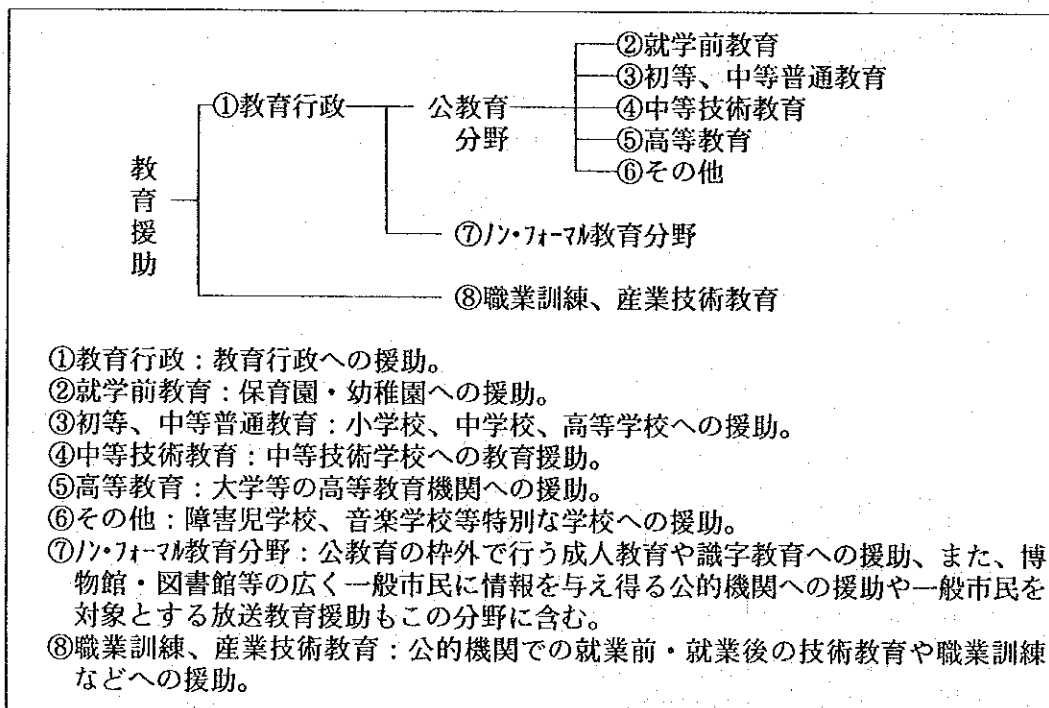 ②就学前教育
③初等、中等普通教育
①教育行政 公教育 ④中等技術教育
分野 ⑤高等教育
⑥その他
教育援助
⑦ﾉﾝ・ﾌｫｰﾏﾙ教育分野
⑧職業訓練、産業技術教育
①教育行政：教育行政への援助。
②就学前教育：保育園・幼稚園への援助。
③初等、中等普通教育：小学校、中学校、高等学校への援助。
④中等技術教育：中等技術学校への教育援助。
⑤高等教育：大学等の高等教育機関への援助。
⑥その他：障害児学校、音楽学校等特別な学校への援助。
⑦ﾉﾝ・ﾌｫｰﾏﾙ教育分野：公教育の枠外で行う成人教育や識字教育への援助、また、博
物館・図書館等の広く一般市民に情報を与え得る公的機関への援助や一般市民を
対象とする放送教育援助もこの分野に含む。
⑧職業訓練、産業技術教育：公的機関での就業前・就業後の技術教育や職業訓練
などへの援助。